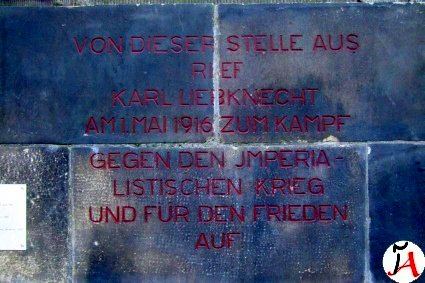 VON DIESER STELLE AUS
RIEF
KARL LIEBKNECHT
AM 1. MAI 1916 ZUM KAMPF
GEGEN DEN JMPERIA-
LISTISCHEN KRIEG
UND FÜR DEN FRIEDEN
AUF
JA